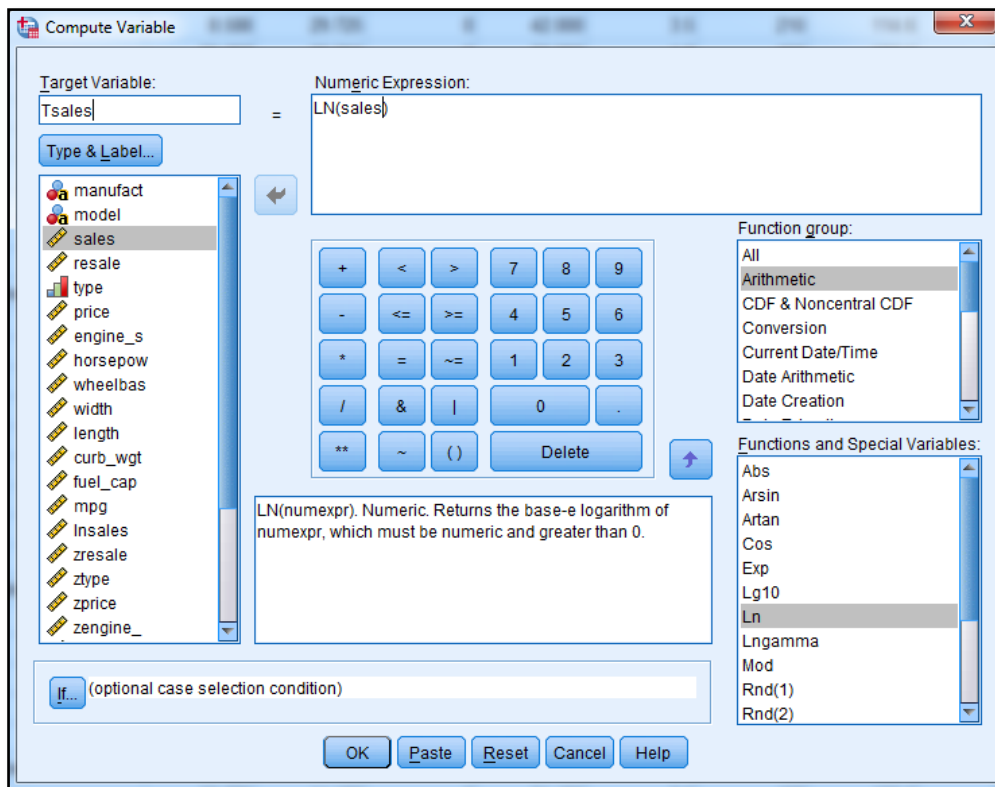 Compute Variable
Target Variable:
Tsales
=
Numeric Expression:
LN(sales)
Type & Label...
manufact
model
sales
resale
type
price
engine_s
horsepow
wheelbas
width
length
curb_wgt
fuel_cap
mpg
lnsales
zresale
ztype
zprice
zengine_
+ < > 7 8 9
- <= >= 4 5 6
* = ~= 1 2 3
/ & | 0 .
** ~ ( ) Delete
LN(numexpr). Numeric. Returns the base-e logarithm of
numexpr, which must be numeric and greater than 0.
Function group:
All
Arithmetic
CDF & Noncentral CDF
Conversion
Current Date/Time
Date Arithmetic
Date Creation
Functions and Special Variables:
Abs
Arsin
Artan
Cos
Exp
Lg10
Ln
Lngamma
Mod
Rnd(1)
Rnd(2)
If... (optional case selection condition)
OK Paste Reset Cancel Help